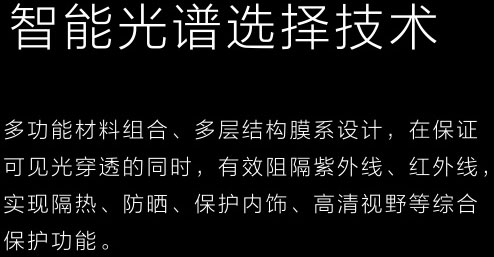 智能光谱选择技术
多功能材料组合、多层结构膜系设计，在保证
可见光穿透的同时，有效阻隔紫外线、红外线，
实现隔热、防晒、保护内饰、高清视野等综合
保护功能。